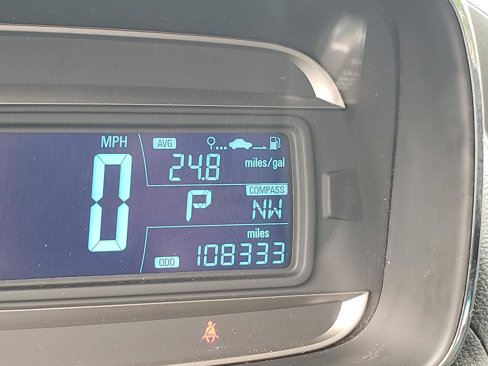 MPH AVG
24.8 miles/gal
0 P COMPASS NW
miles
ODO 108333